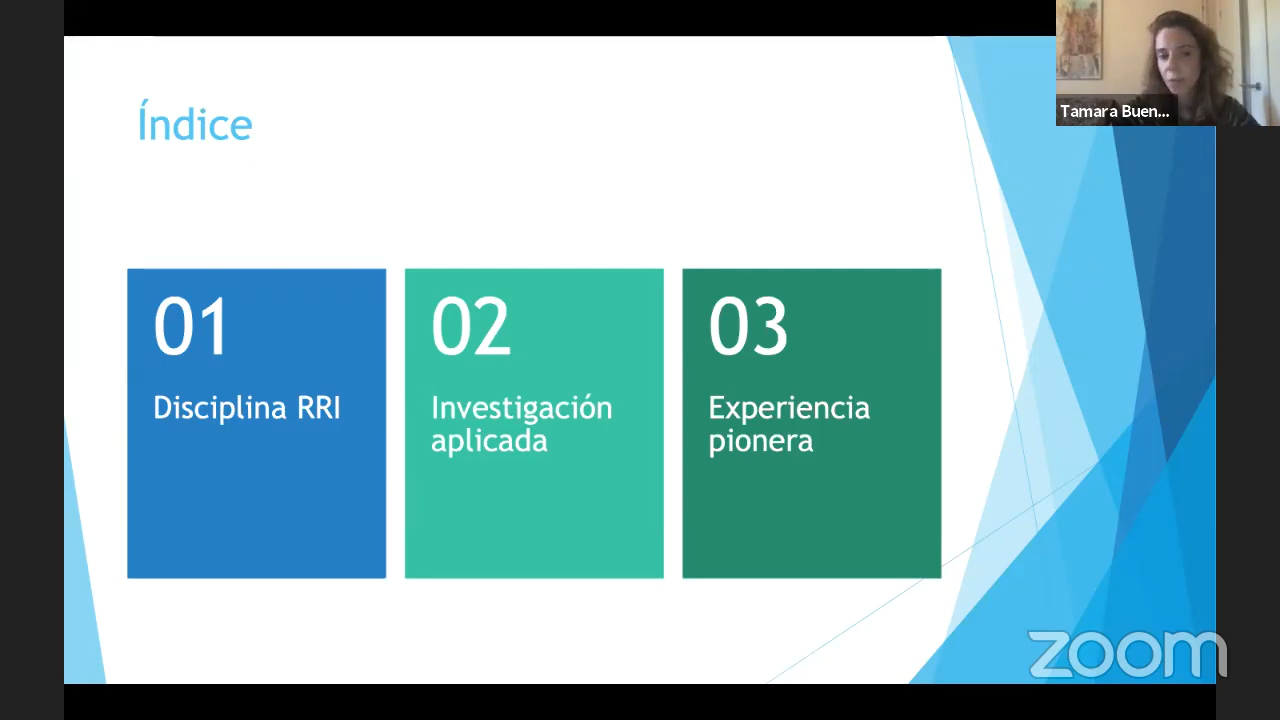 Índice
01
Disciplina RRI
02
Investigación
aplicada
03
Experiencia
pionera
Tamara Buen...
zoom